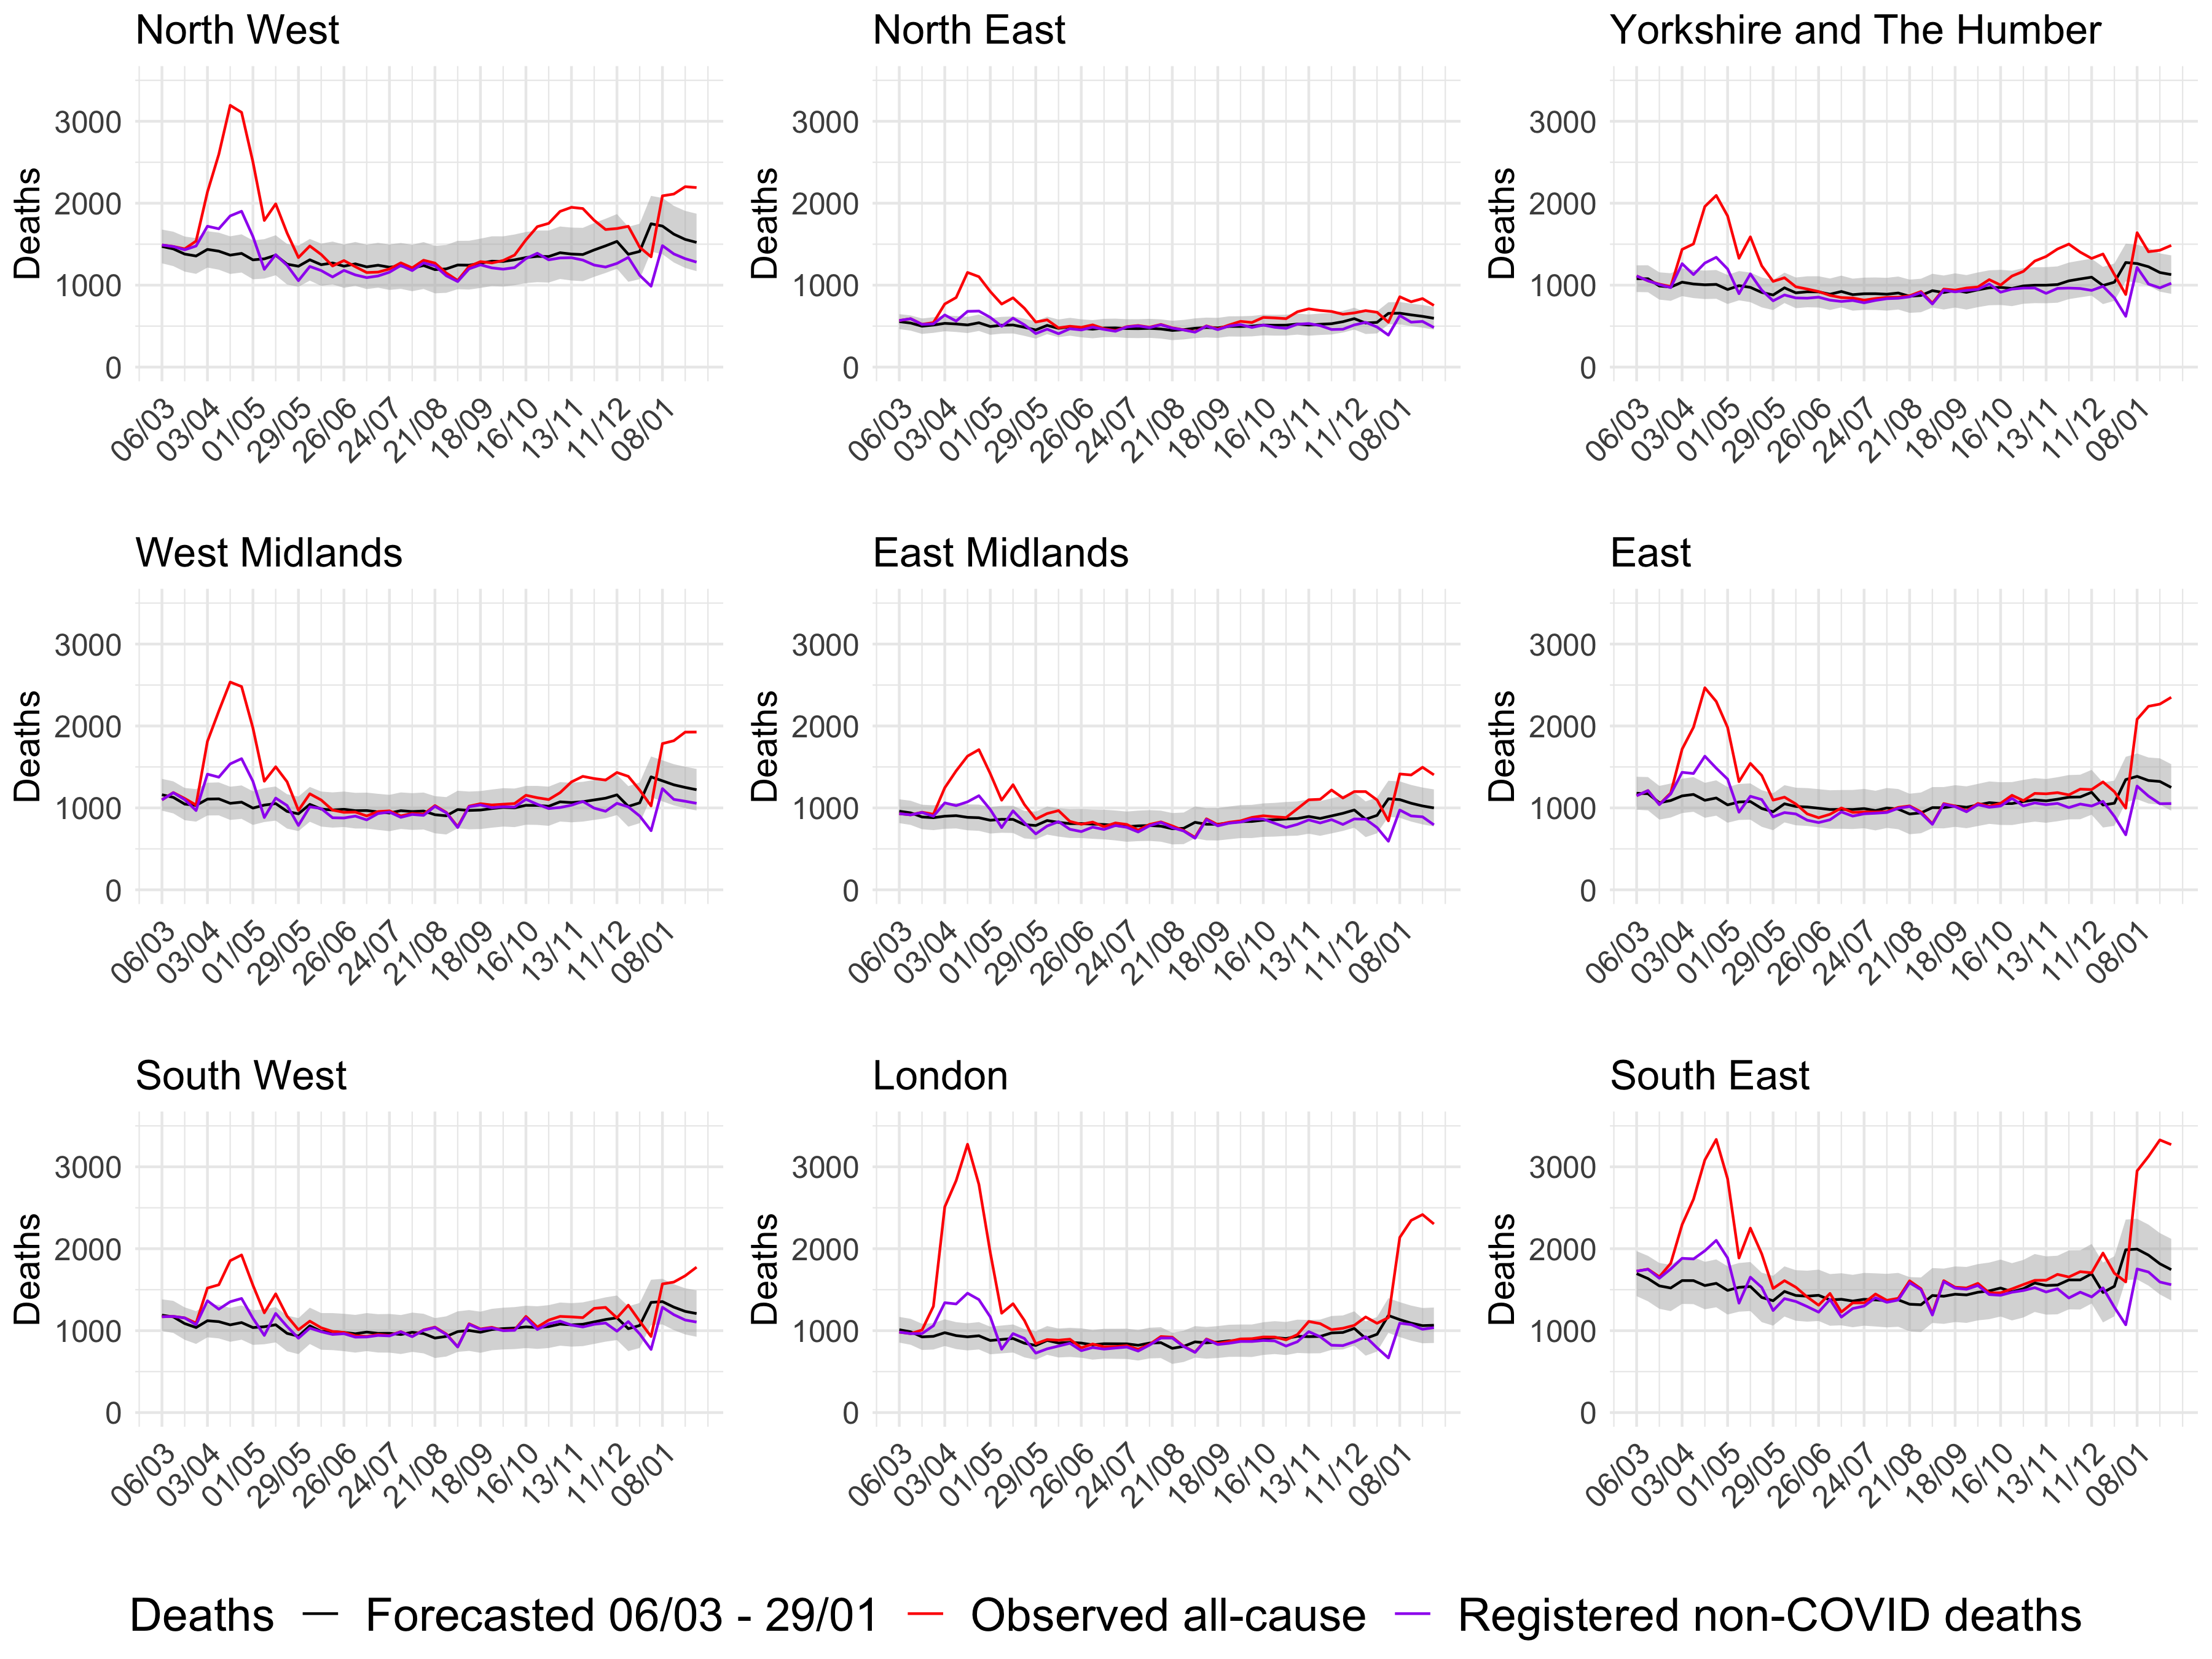 North West
North East
Yorkshire and The Humber
Deaths
3000
2000
1000
0
06/03 03/04 01/05 29/05 26/06 24/07 21/08 18/09 16/10 13/11 11/12 08/01
Deaths
3000
2000
1000
0
06/03 03/04 01/05 29/05 26/06 24/07 21/08 18/09 16/10 13/11 11/12 08/01
Deaths
3000
2000
1000
0
06/03 03/04 01/05 29/05 26/06 24/07 21/08 18/09 16/10 13/11 11/12 08/01
West Midlands
East Midlands
East
Deaths
3000
2000
1000
0
06/03 03/04 01/05 29/05 26/06 24/07 21/08 18/09 16/10 13/11 11/12 08/01
Deaths
3000
2000
1000
0
06/03 03/04 01/05 29/05 26/06 24/07 21/08 18/09 16/10 13/11 11/12 08/01
Deaths
3000
2000
1000
0
06/03 03/04 01/05 29/05 26/06 24/07 21/08 18/09 16/10 13/11 11/12 08/01
South West
London
South East
Deaths
3000
2000
1000
0
06/03 03/04 01/05 29/05 26/06 24/07 21/08 18/09 16/10 13/11 11/12 08/01
Deaths
3000
2000
1000
0
06/03 03/04 01/05 29/05 26/06 24/07 21/08 18/09 16/10 13/11 11/12 08/01
Deaths
3000
2000
1000
0
06/03 03/04 01/05 29/05 26/06 24/07 21/08 18/09 16/10 13/11 11/12 08/01
Deaths Forecasted 06/03 - 29/01 Observed all-cause Registered non-COVID deaths